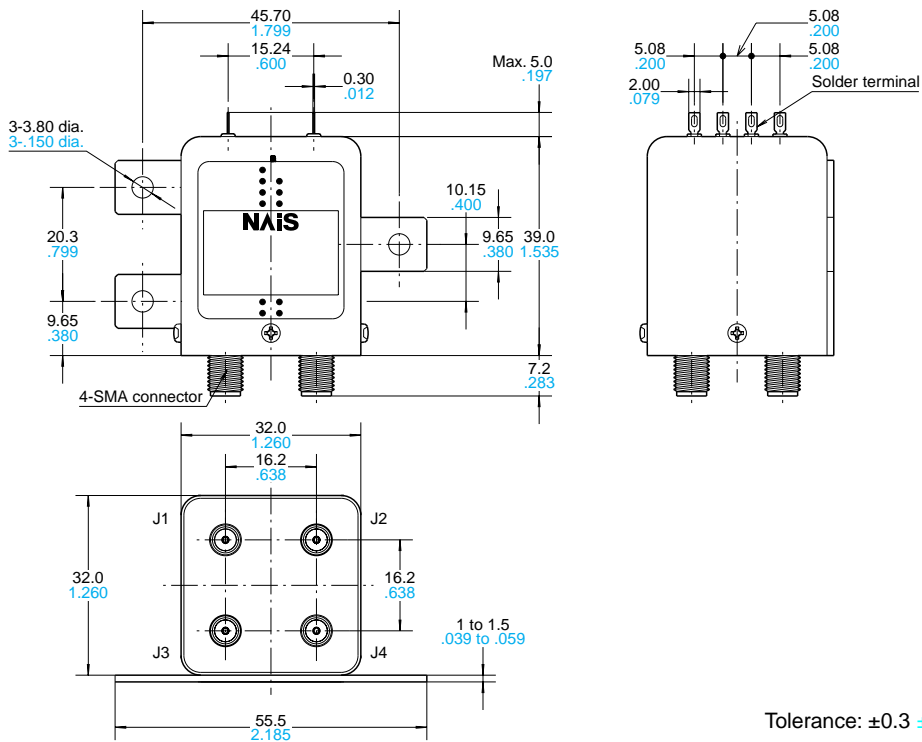 45.70
1.799
15.24
.600
0.30
.012
Max. 5.0
.197
3-3.80 dia.
3-.150 dia.
20.3
.799
9.65
.380
NAiS
10.15
.400
9.65
.380
39.0
1.535
7.2
.283
4-SMA connector
5.08
.200
5.08
.200
5.08
.200
2.00
.079
Solder terminal
32.0
1.260
16.2
.638
J1
J2
32.0
1.260
16.2
.638
J3
J4
1 to 1.5
.039 to .059
55.5
2.185
Tolerance: ±0.3 ±